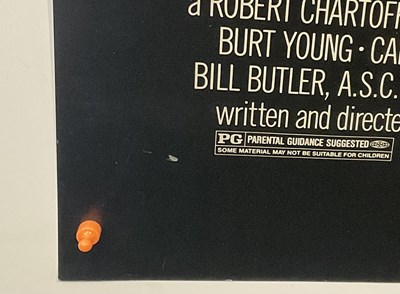 a ROBERT CHARTOFF
BURT YOUNG · CA
BILL BUTLER, A.S.C.
written and directe
PG PARENTAL GUIDANCE SUGGESTED
SOME MATERIAL MAY NOT BE SUITABLE FOR CHILDREN